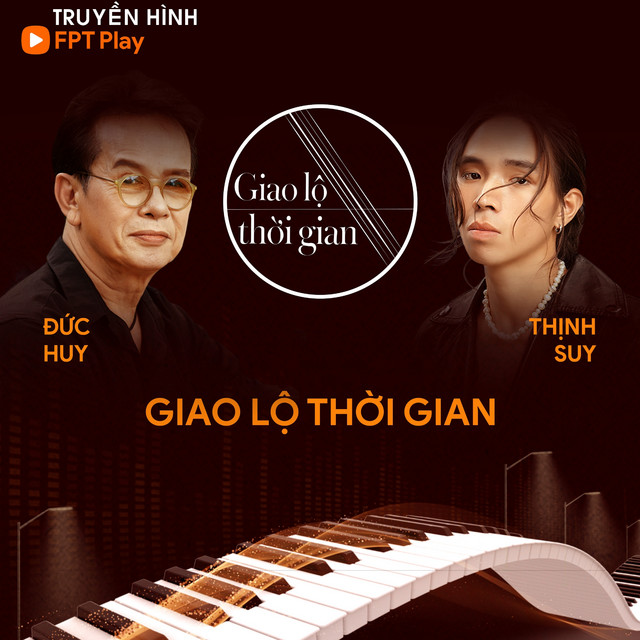 TRUYỀN HÌNH
FPT Play
Giao lộ
thời gian
ĐỨC
HUY
THỊNH
SUY
GIAO LỘ THỜI GIAN